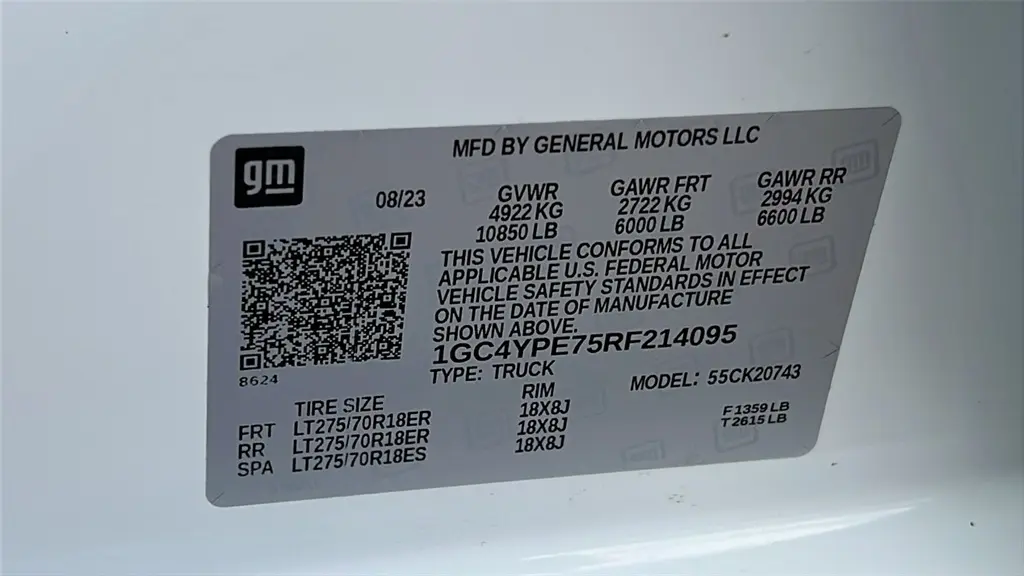 gm
MFD BY GENERAL MOTORS LLC
08/23
GVWR
4922 KG
10850 LB
GAWR FRT
2722 KG
6000 LB
GAWR RR
2994 KG
6600 LB
THIS VEHICLE CONFORMS TO ALL
APPLICABLE U.S. FEDERAL MOTOR
VEHICLE SAFETY STANDARDS IN EFFECT
ON THE DATE OF MANUFACTURE
SHOWN ABOVE.
1GC4YPE75RF214095
8624
TYPE: TRUCK
MODEL: 55CK20743
TIRE SIZE RIM
FRT LT275/70R18ER 18X8J
RR LT275/70R18ER 18X8J
SPA LT275/70R18ES 18X8J
F 1359 LB
T 2615 LB